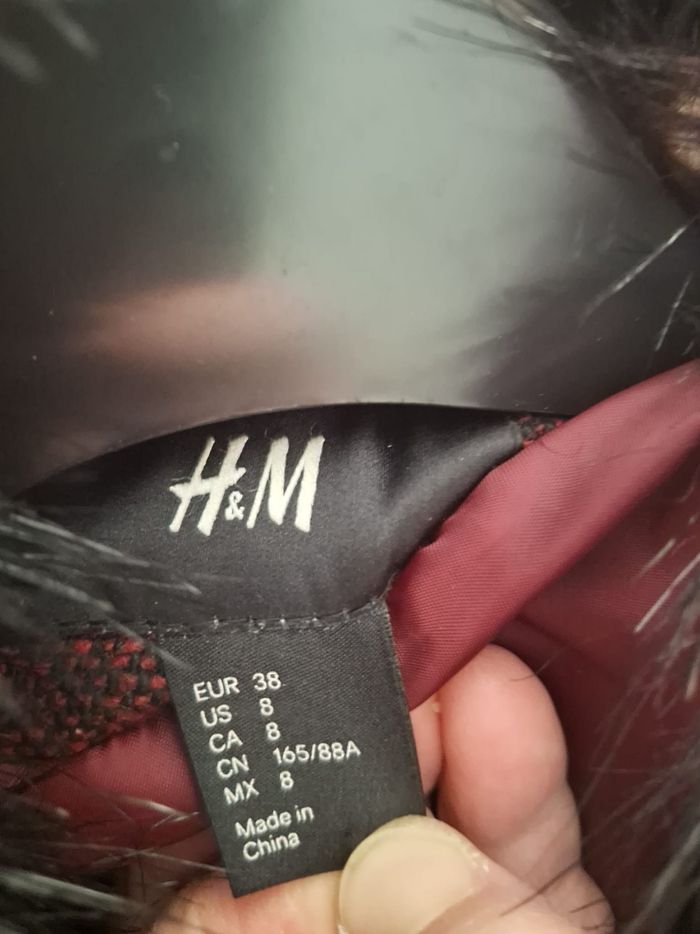 H&M
EUR 38
US 8
CA 8
CN 165/88A
MX 8
Made in
China